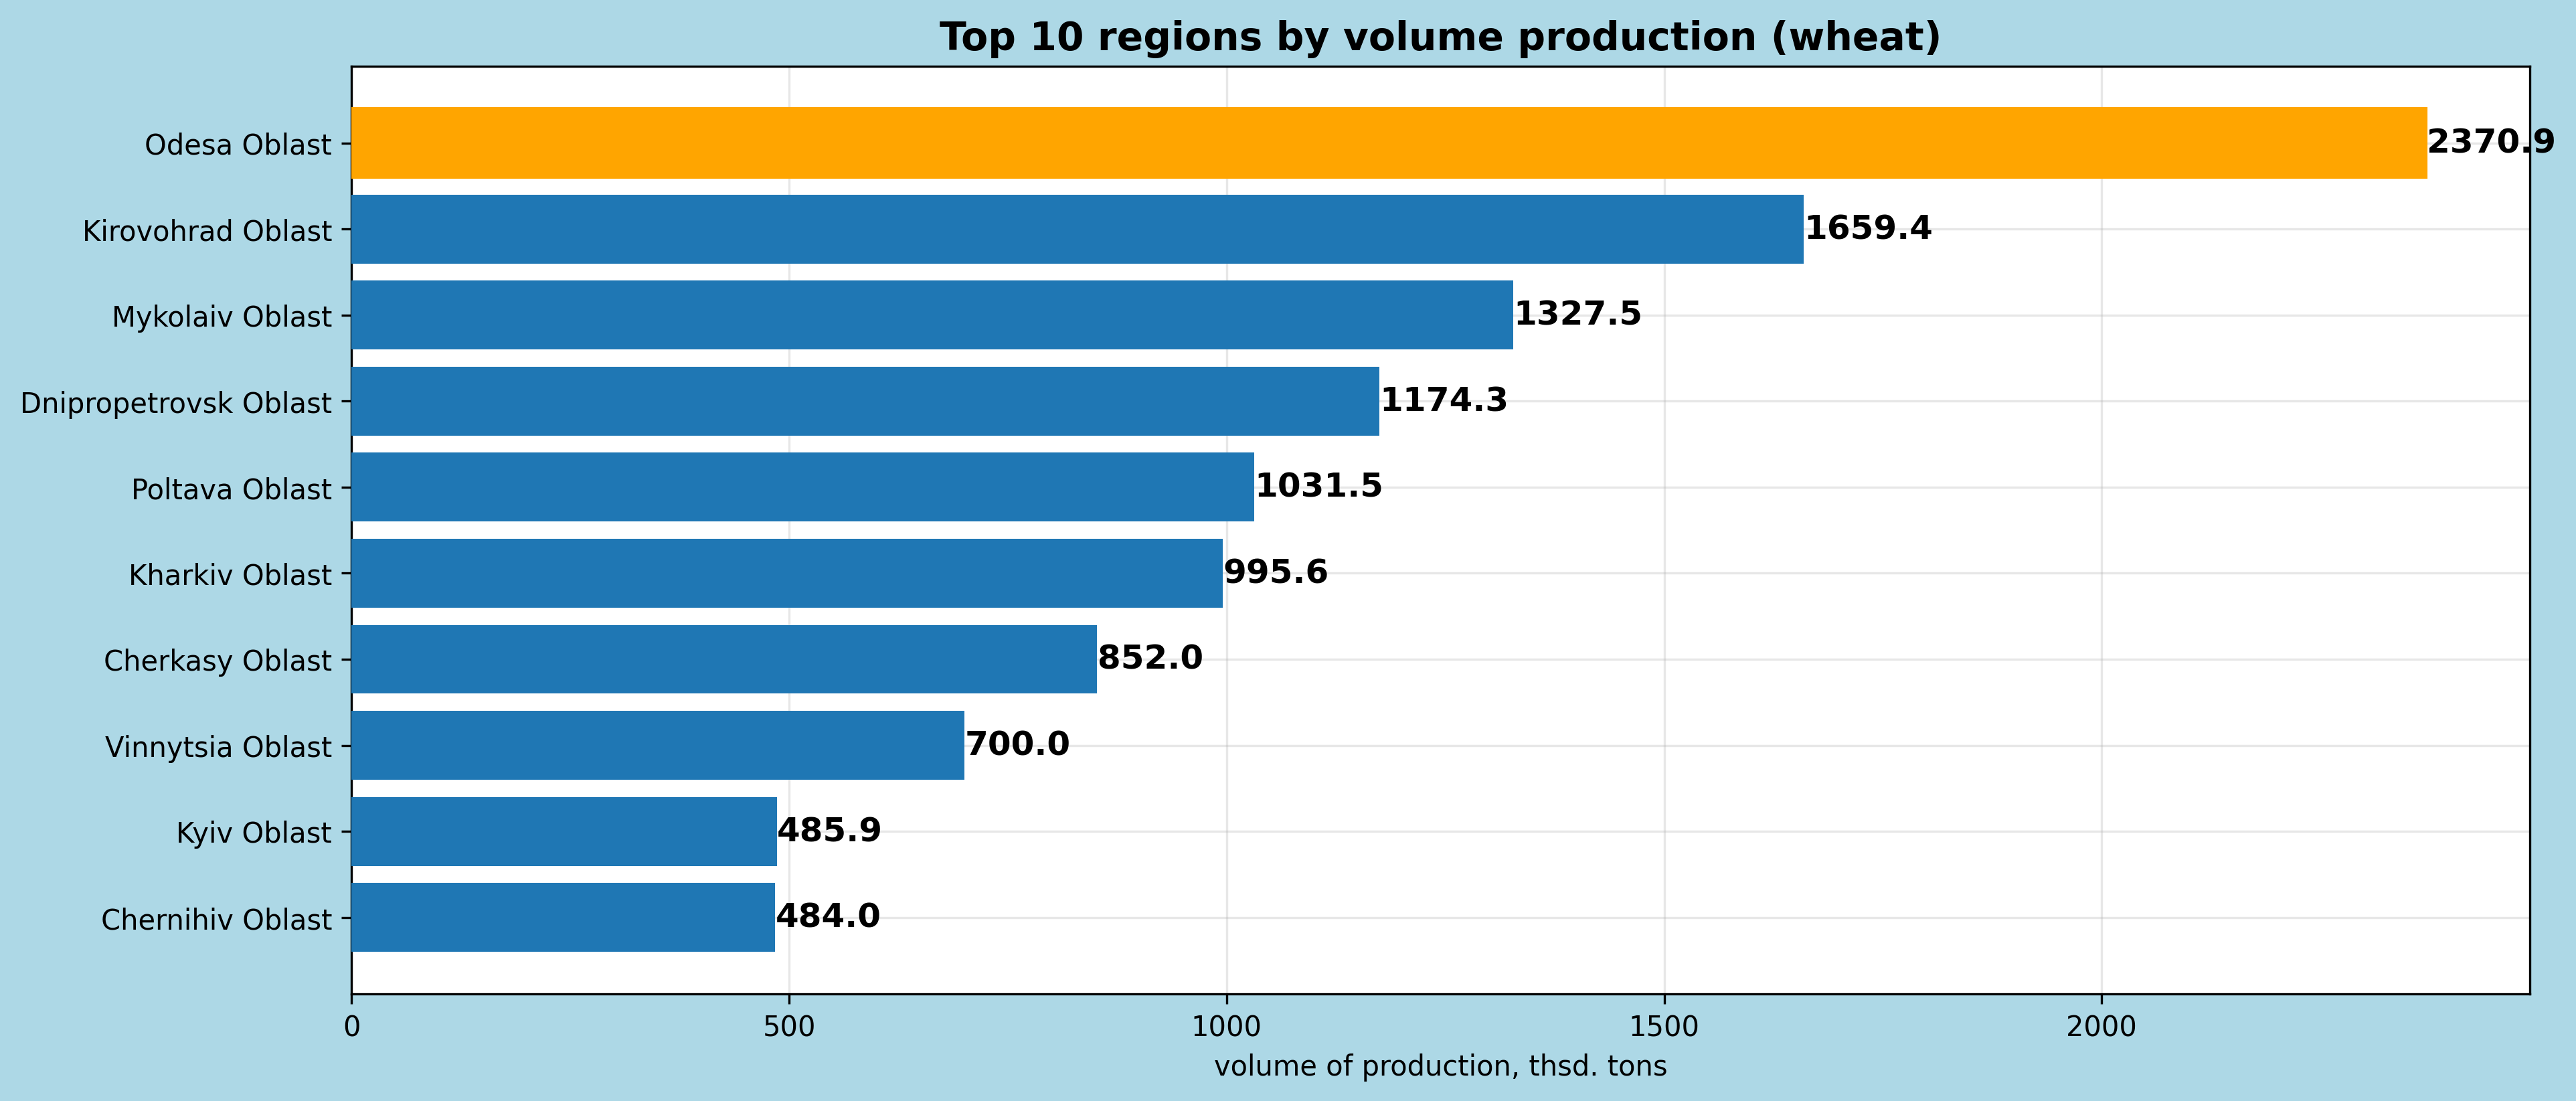 Top 10 regions by volume production (wheat)
Odesa Oblast 2370.9
Kirovohrad Oblast 1659.4
Mykolaiv Oblast 1327.5
Dnipropetrovsk Oblast 1174.3
Poltava Oblast 1031.5
Kharkiv Oblast 995.6
Cherkasy Oblast 852.0
Vinnytsia Oblast 700.0
Kyiv Oblast 485.9
Chernihiv Oblast 484.0
0 500 1000 1500 2000
volume of production, thsd. tons